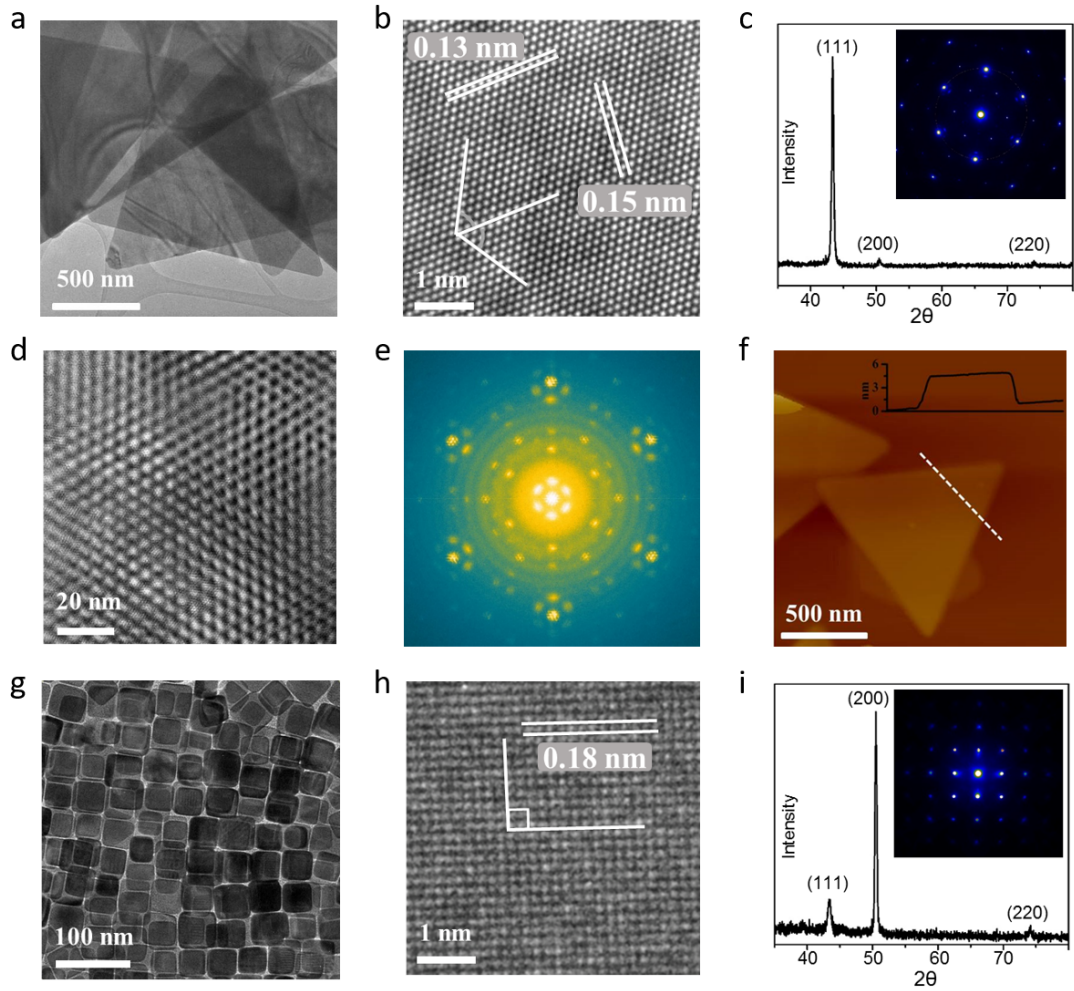 a
500 nm
b
0.13 nm
0.15 nm
1 nm
c
Intensity
(111)
(200)
(220)
40 50 60 70
2θ
d
20 nm
e
f
6
3
0
nm
500 nm
g
100 nm
h
0.18 nm
1 nm
i
Intensity
(200)
(111)
(220)
40 50 60 70
2θ